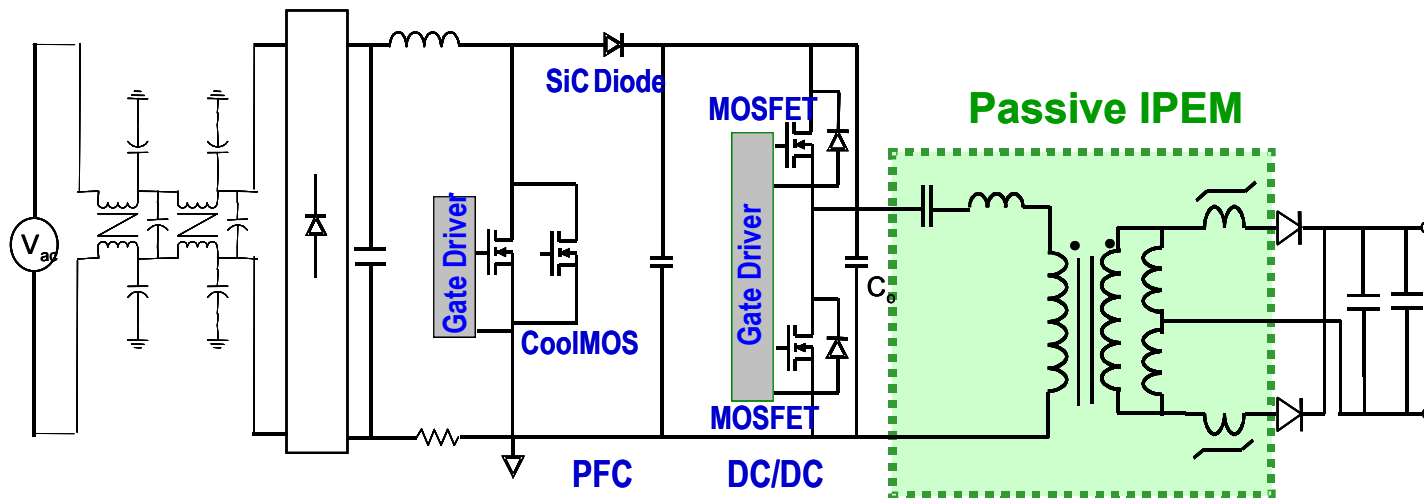 SiC Diode
MOSFET
Passive IPEM
Vac
Gate Driver
Gate Driver
Co
CoolMOS
MOSFET
PFC
DC/DC